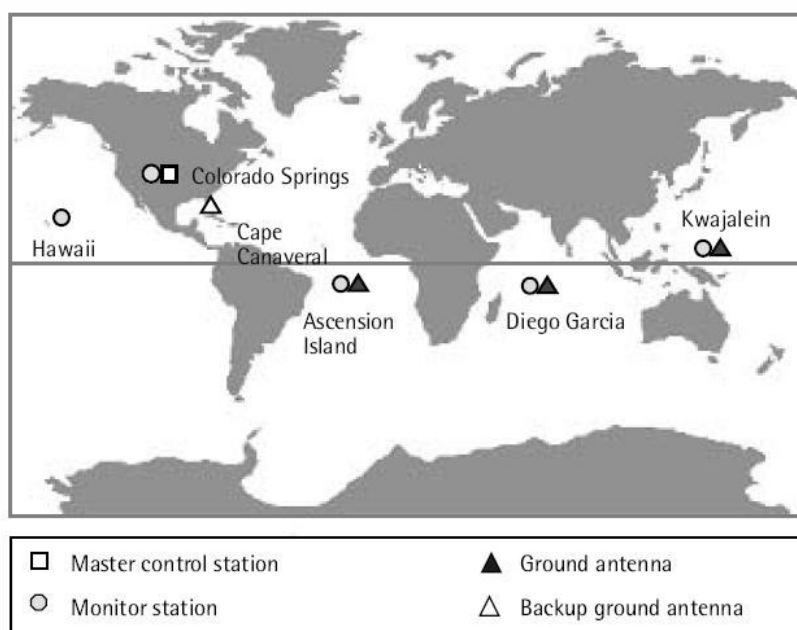 Colorado Springs
Hawaii
Cape
Canaveral
Kwajalein
Ascension
Island
Diego Garcia
Master control station
Ground antenna
Monitor station
Backup ground antenna